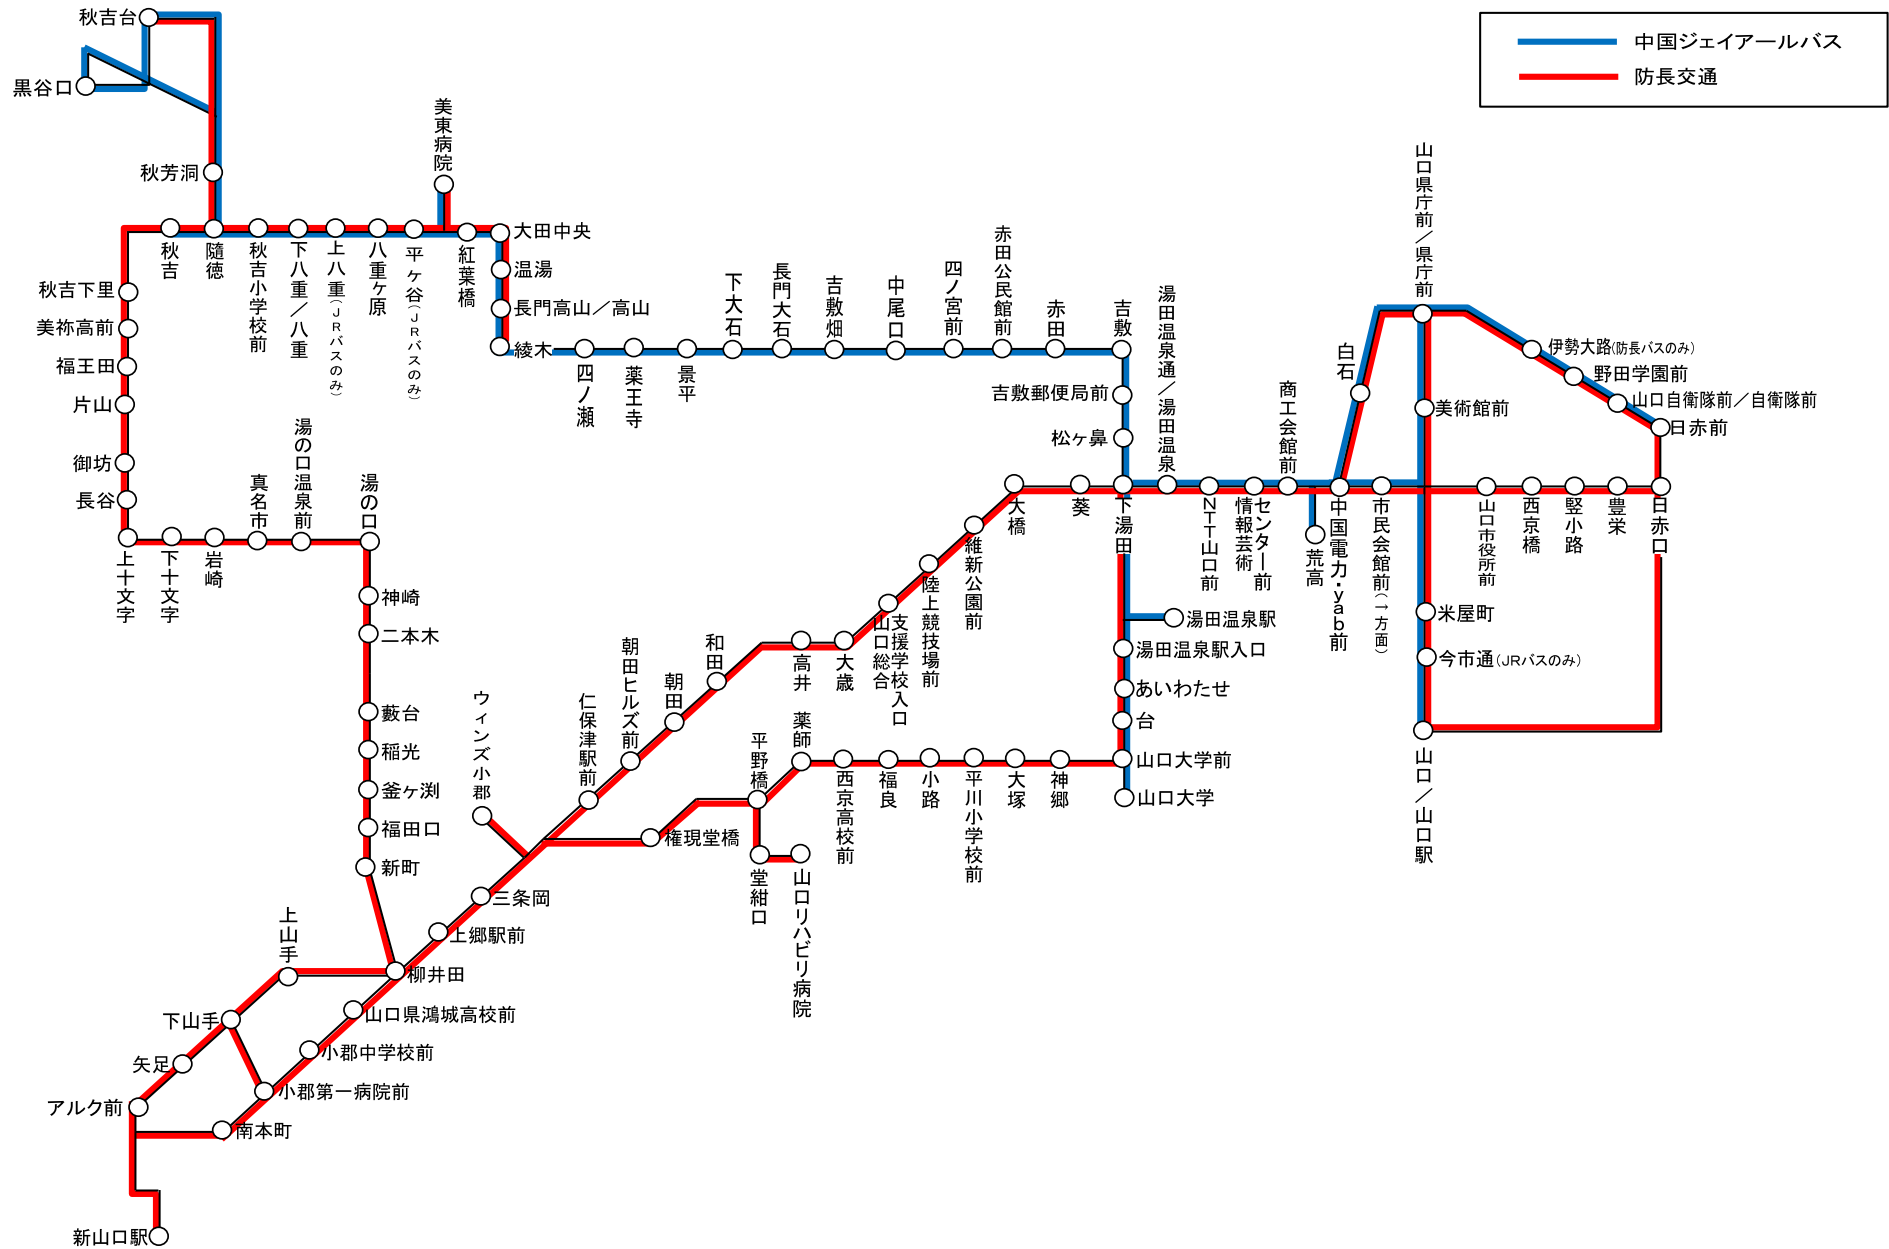 中国ジェイアールバス
防長交通
秋吉台
黒谷口
秋芳洞
美東病院
秋吉
隨徳
秋吉小学校前
下八重／八重
上八重(JRバスのみ)
八重ヶ原
平ヶ谷(JRバスのみ)
紅葉橋
大田中央
温湯
長門高山／高山
綾木
四ノ瀬
薬王寺
景平
下大石
長門大石
吉敷畑
中尾口
四ノ宮前
赤田公民館前
赤田
吉敷
吉敷郵便局前
松ヶ鼻
湯田温泉通／湯田温泉
商工会館前
白石
山口県庁前／県庁前
伊勢大路(防長バスのみ)
野田学園前
山口自衛隊前／自衛隊前
日赤前
美術館前
秋吉下里
美祢高前
福王田
片山
御坊
長谷
上十文字
下十文字
岩崎
真名市
湯の口温泉前
湯の口
神崎
二本木
藪台
稲光
釜ヶ渕
福田口
新町
大橋
葵
下湯田
NTT山口前
情報芸術
センター前
荒高
中国電力・yab前
市民会館前(→方面)
山口市役所前
西京橋
竪小路
豊栄
日赤口
米屋町
今市通(JRバスのみ)
山口／山口駅
湯田温泉駅
湯田温泉駅入口
あいわたせ
台
山口大学前
山口大学
維新公園前
陸上競技場前
山口総合
支援学校入口
大歳
高井
和田
朝田
朝田ヒルズ前
仁保津駅前
ウィンズ小郡
権現堂橋
平野橋
薬師
西京高校前
福良
小路
平川小学校前
大塚
神郷
堂紺口
山口リハビリ病院
三条岡
上郷駅前
柳井田
山口県鴻城高校前
小郡中学校前
小郡第一病院前
南本町
上山手
下山手
矢足
アルク前
新山口駅